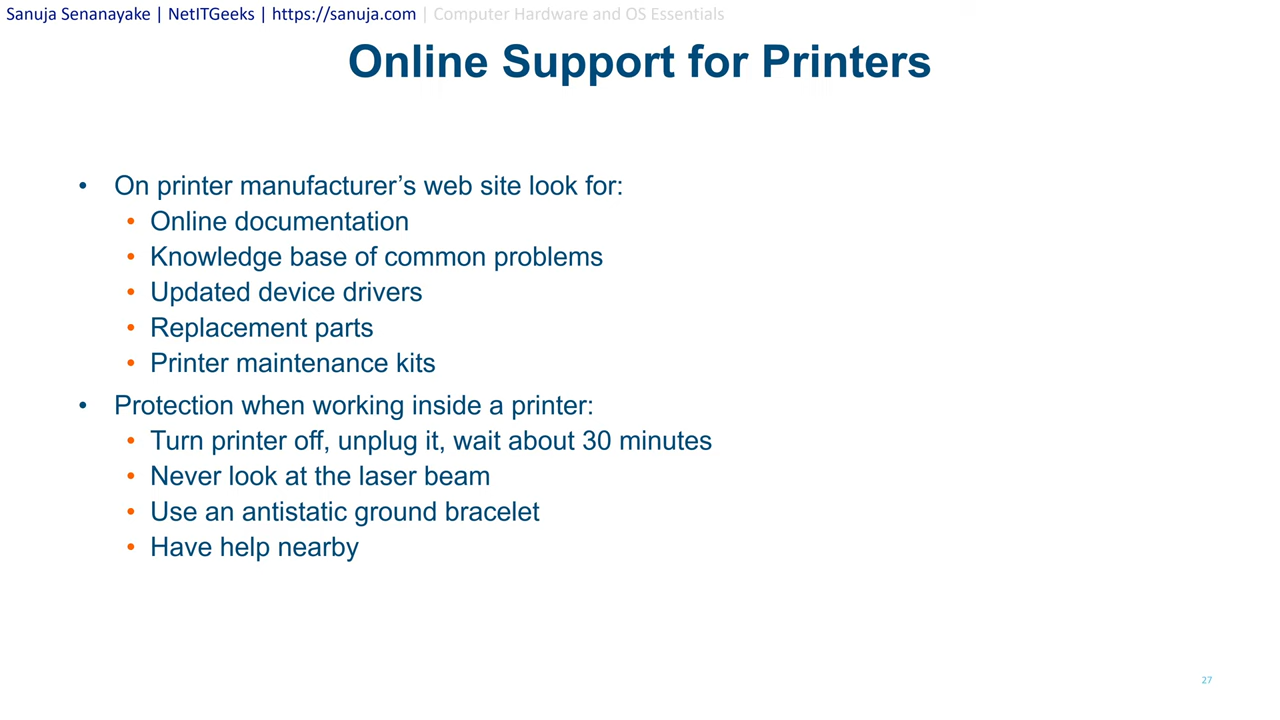 Sanuja Senanayake | NetITGeeks | https://sanuja.com | Computer Hardware and OS Essentials
Online Support for Printers
• On printer manufacturer’s web site look for:
• Online documentation
• Knowledge base of common problems
• Updated device drivers
• Replacement parts
• Printer maintenance kits
• Protection when working inside a printer:
• Turn printer off, unplug it, wait about 30 minutes
• Never look at the laser beam
• Use an antistatic ground bracelet
• Have help nearby
27